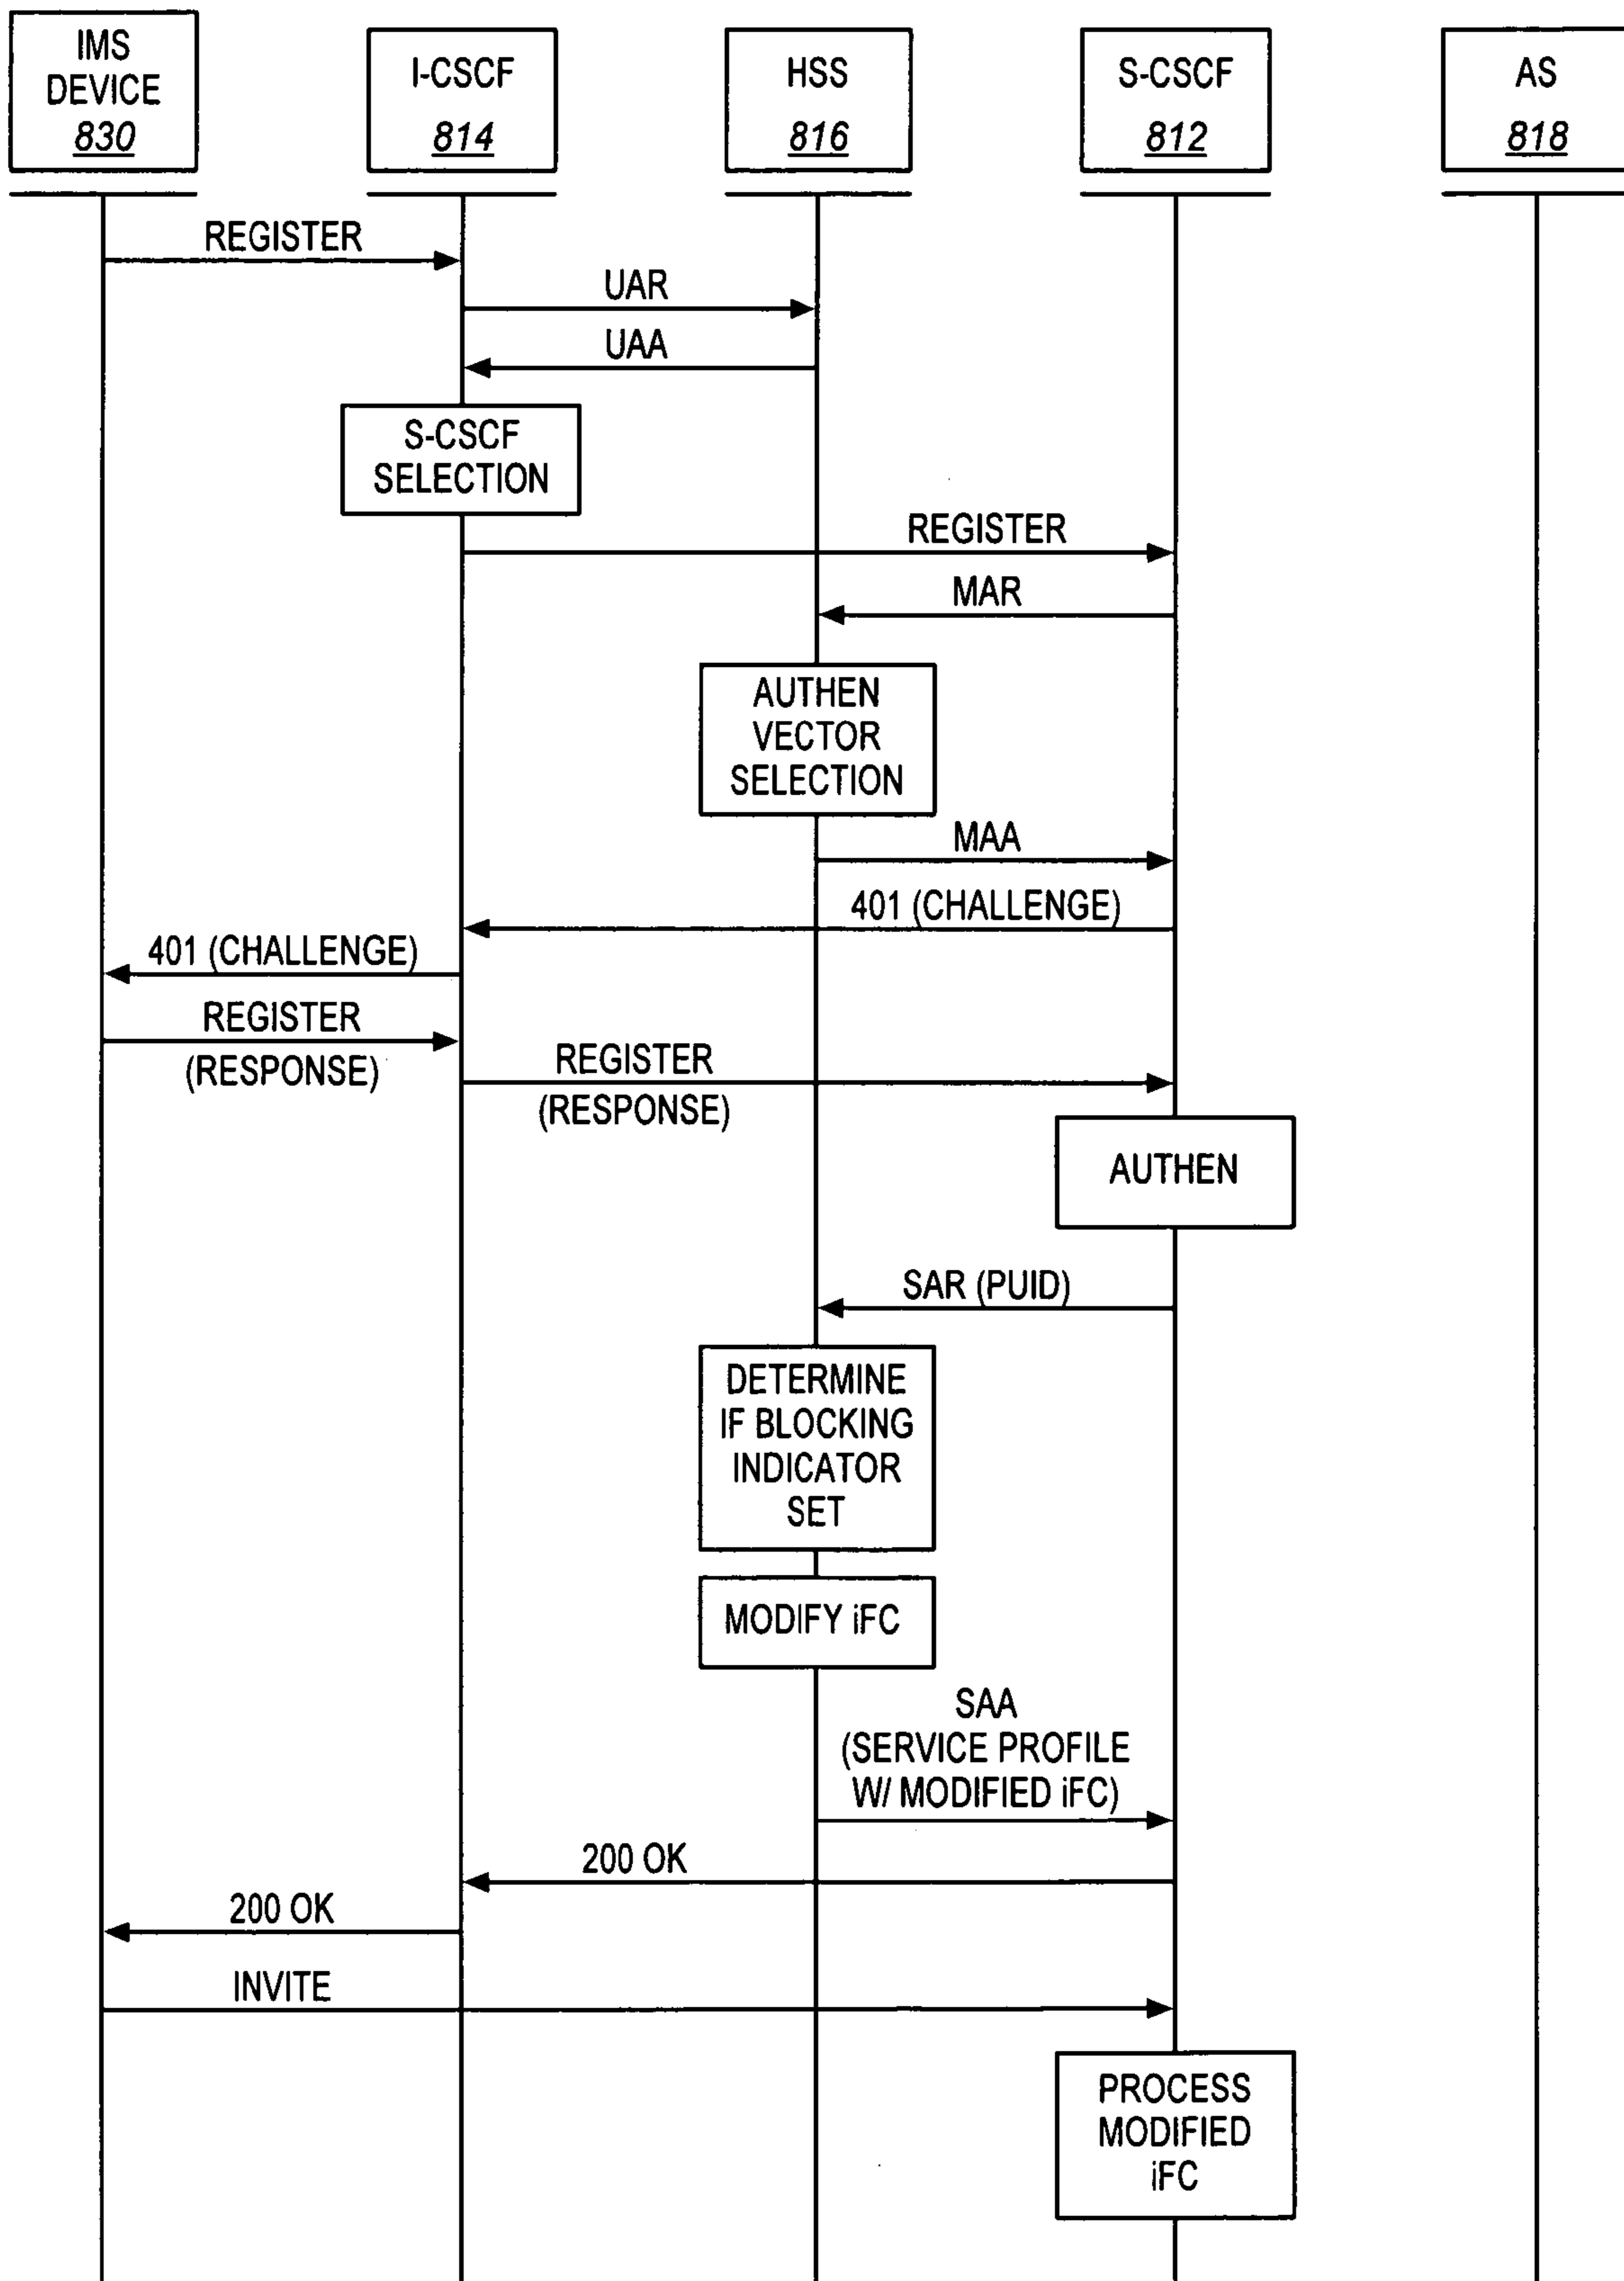 IMS
DEVICE
830
I-CSCF
814
HSS
816
S-CSCF
812
AS
818
REGISTER
UAR
UAA
S-CSCF
SELECTION
REGISTER
MAR
AUTHEN
VECTOR
SELECTION
MAA
401 (CHALLENGE)
401 (CHALLENGE)
REGISTER
(RESPONSE)
REGISTER
(RESPONSE)
AUTHEN
SAR (PUID)
DETERMINE
IF BLOCKING
INDICATOR
SET
MODIFY iFC
SAA
(SERVICE PROFILE
W/ MODIFIED iFC)
200 OK
200 OK
INVITE
PROCESS
MODIFIED
iFC